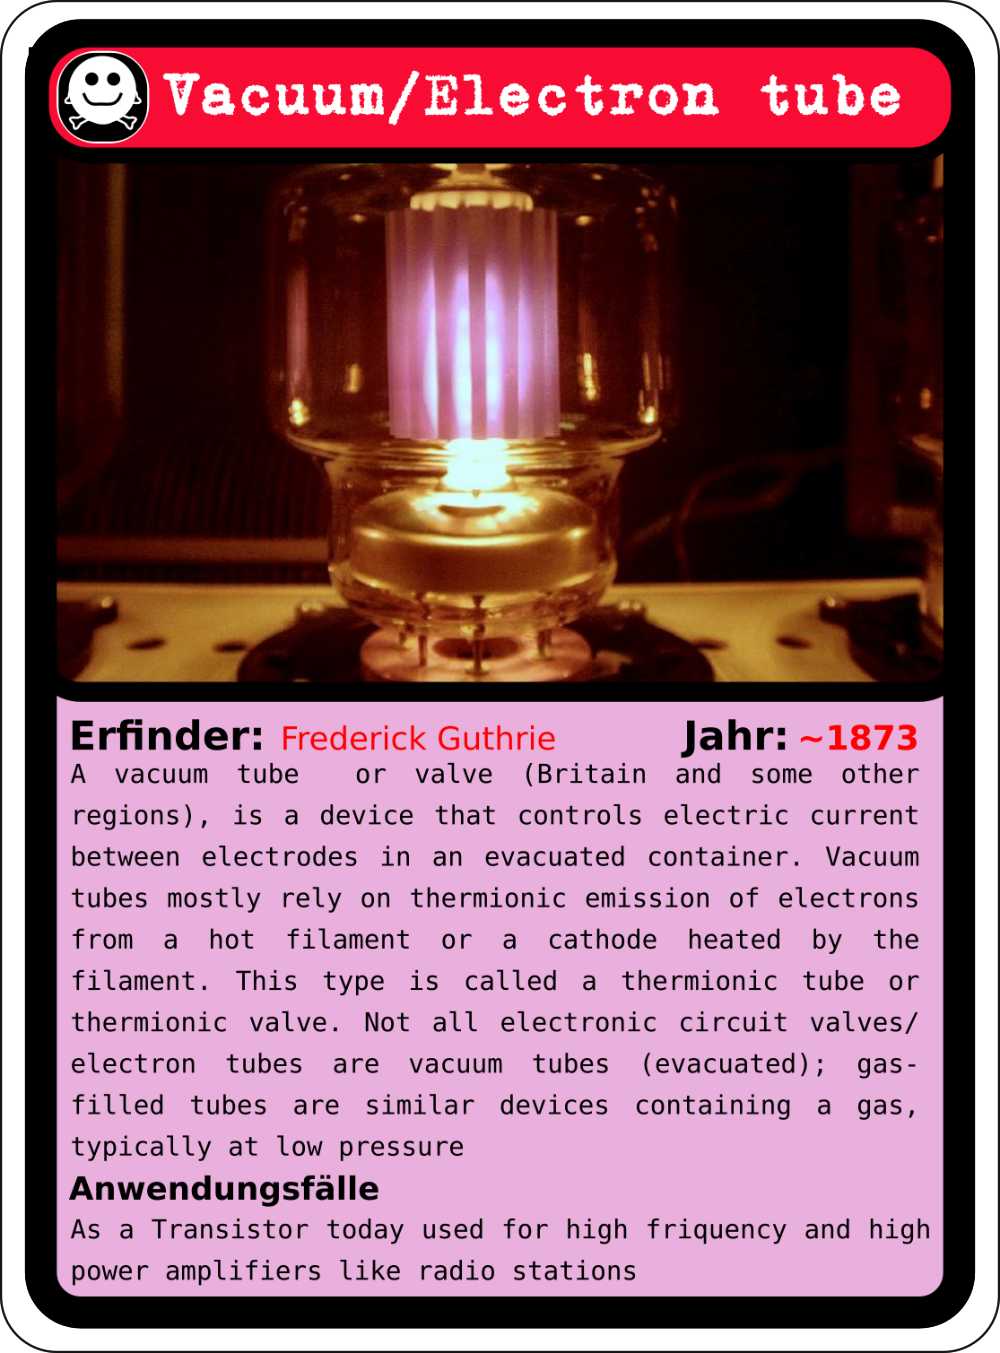 Vacuum/Electron tube
Erfinder: Frederick Guthrie Jahr: ~1873
A vacuum tube or valve (Britain and some other
regions), is a device that controls electric current
between electrodes in an evacuated container. Vacuum
tubes mostly rely on thermionic emission of electrons
from a hot filament or a cathode heated by the
filament. This type is called a thermionic tube or
thermionic valve. Not all electronic circuit valves/
electron tubes are vacuum tubes (evacuated); gas-
filled tubes are similar devices containing a gas,
typically at low pressure
Anwendungsfälle
As a Transistor today used for high friquency and high
power amplifiers like radio stations